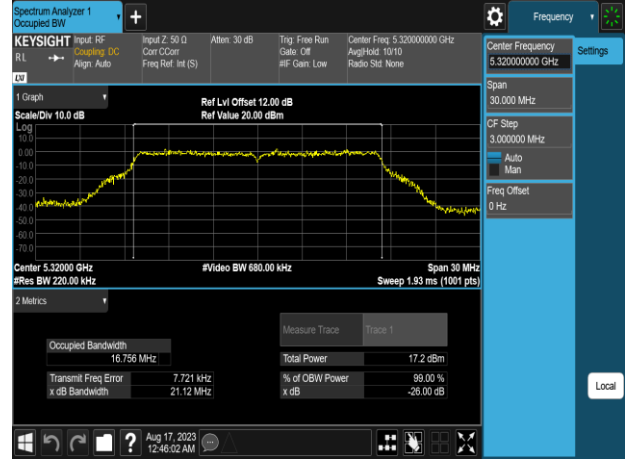 Spectrum Analyzer 1
Occupied BW
+
Frequency
KEYSIGHT
Input: RF
Coupling: DC
Align: Auto
R L
LXI
Input Z: 50 Ω
Corr CCorr
Freq Ref: Int (S)
Atten: 30 dB
Trig: Free Run
Gate: Off
#IF Gain: Low
Center Freq: 5.320000000 GHz
Avg|Hold: 10/10
Radio Std: None
Center Frequency
5.320000000 GHz
Settings
Span
30.000 MHz
CF Step
3.000000 MHz
Auto
Man
Freq Offset
0 Hz
Local
1 Graph
Scale/Div 10.0 dB
Ref Lvl Offset 12.00 dB
Ref Value 20.00 dBm
Log
10.0
0.00
-10.0
-20.0
-30.0
-40.0
-50.0
-60.0
-70.0
Center 5.32000 GHz
#Res BW 220.00 kHz
#Video BW 680.00 kHz
Span 30 MHz
Sweep 1.93 ms (1001 pts)
2 Metrics
Measure Trace
Trace 1
Occupied Bandwidth
16.756 MHz
Total Power
17.2 dBm
Transmit Freq Error
7.721 kHz
% of OBW Power
99.00 %
x dB Bandwidth
21.12 MHz
x dB
-26.00 dB
?
Aug 17, 2023
12:46:02 AM